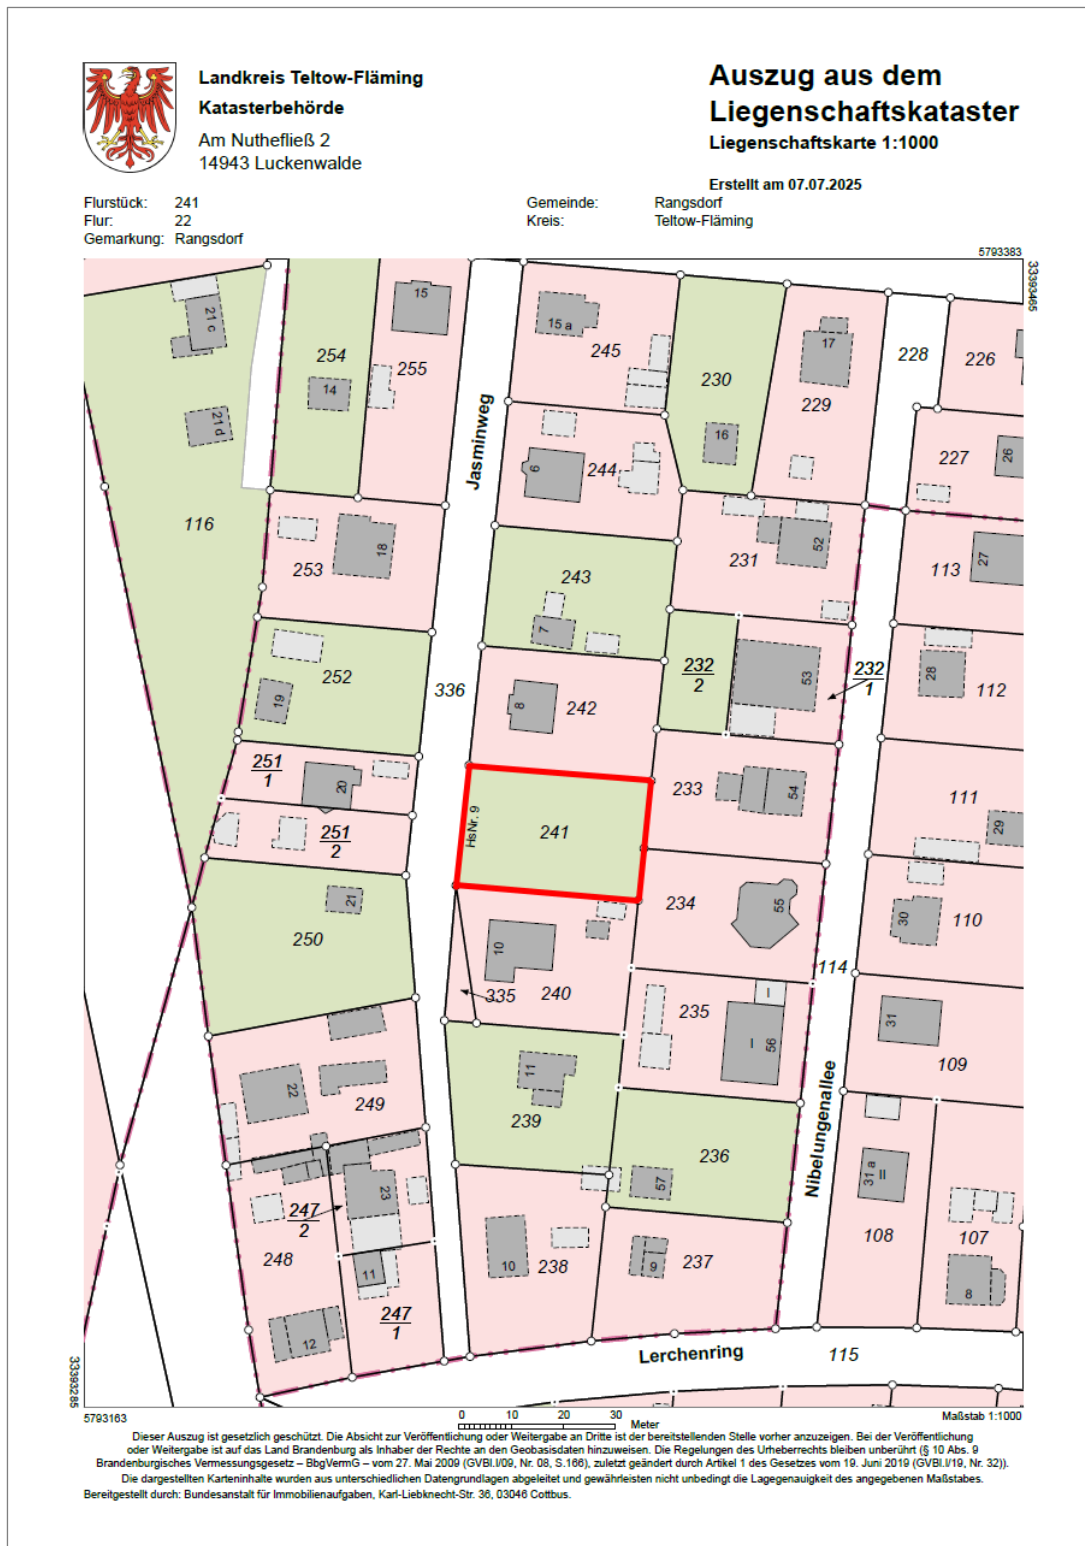 Landkreis Teltow-Fläming
Katasterbehörde
Am Nuthefließ 2
14943 Luckenwalde
Auszug aus dem
Liegenschaftskataster
Liegenschaftskarte 1:1000
Erstellt am 07.07.2025
Flurstück: 241
Flur: 22
Gemarkung: Rangsdorf
Gemeinde: Rangsdorf
Kreis: Teltow-Fläming
5793383
33393465
21 c
254
14
15
255
15 a
245
230
16
17
229
228
226
21 d
Jasminweg
6
244
227
26
116
18
253
243
7
231
52
113
27
252
19
336
232
2
53
232
1
28
112
8
242
251
1
20
233
54
111
29
251
2
HsNr. 9
241
21
250
234
55
30
110
10
335
240
114
235
I
I
56
31
109
22
249
11
239
Nibelungenallee
236
57
31 a
II
108
107
8
247
2
23
248
10
238
9
237
11
247
1
12
Lerchenring
115
33393285
5793163
0 10 20 30
Meter
Maßstab 1:1000
Dieser Auszug ist gesetzlich geschützt. Die Absicht zur Veröffentlichung oder Weitergabe an Dritte ist der bereitstellenden Stelle vorher anzuzeigen. Bei der Veröffentlichung
oder Weitergabe ist auf das Land Brandenburg als Inhaber der Rechte an den Geobasisdaten hinzuweisen. Die Regelungen des Urheberrechts bleiben unberührt (§ 10 Abs. 9
Brandenburgisches Vermessungsgesetz – BbgVermG – vom 27. Mai 2009 (GVBl.I/09, Nr. 08, S.166), zuletzt geändert durch Artikel 1 des Gesetzes vom 19. Juni 2019 (GVBl.I/19, Nr. 32)).
Die dargestellten Karteninhalte wurden aus unterschiedlichen Datengrundlagen abgeleitet und gewährleisten nicht unbedingt die Lagegenauigkeit des angegebenen Maßstabes.
Bereitgestellt durch: Bundesanstalt für Immobilienaufgaben, Karl-Liebknecht-Str. 36, 03046 Cottbus.